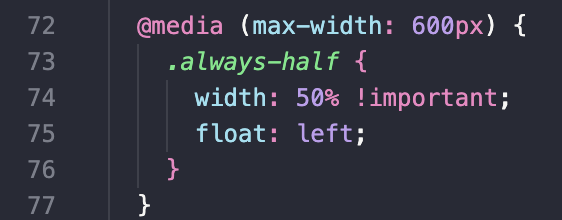 72 @media (max-width: 600px) {
73 .always-half {
74 width: 50% !important;
75 float: left;
76 }
77 }